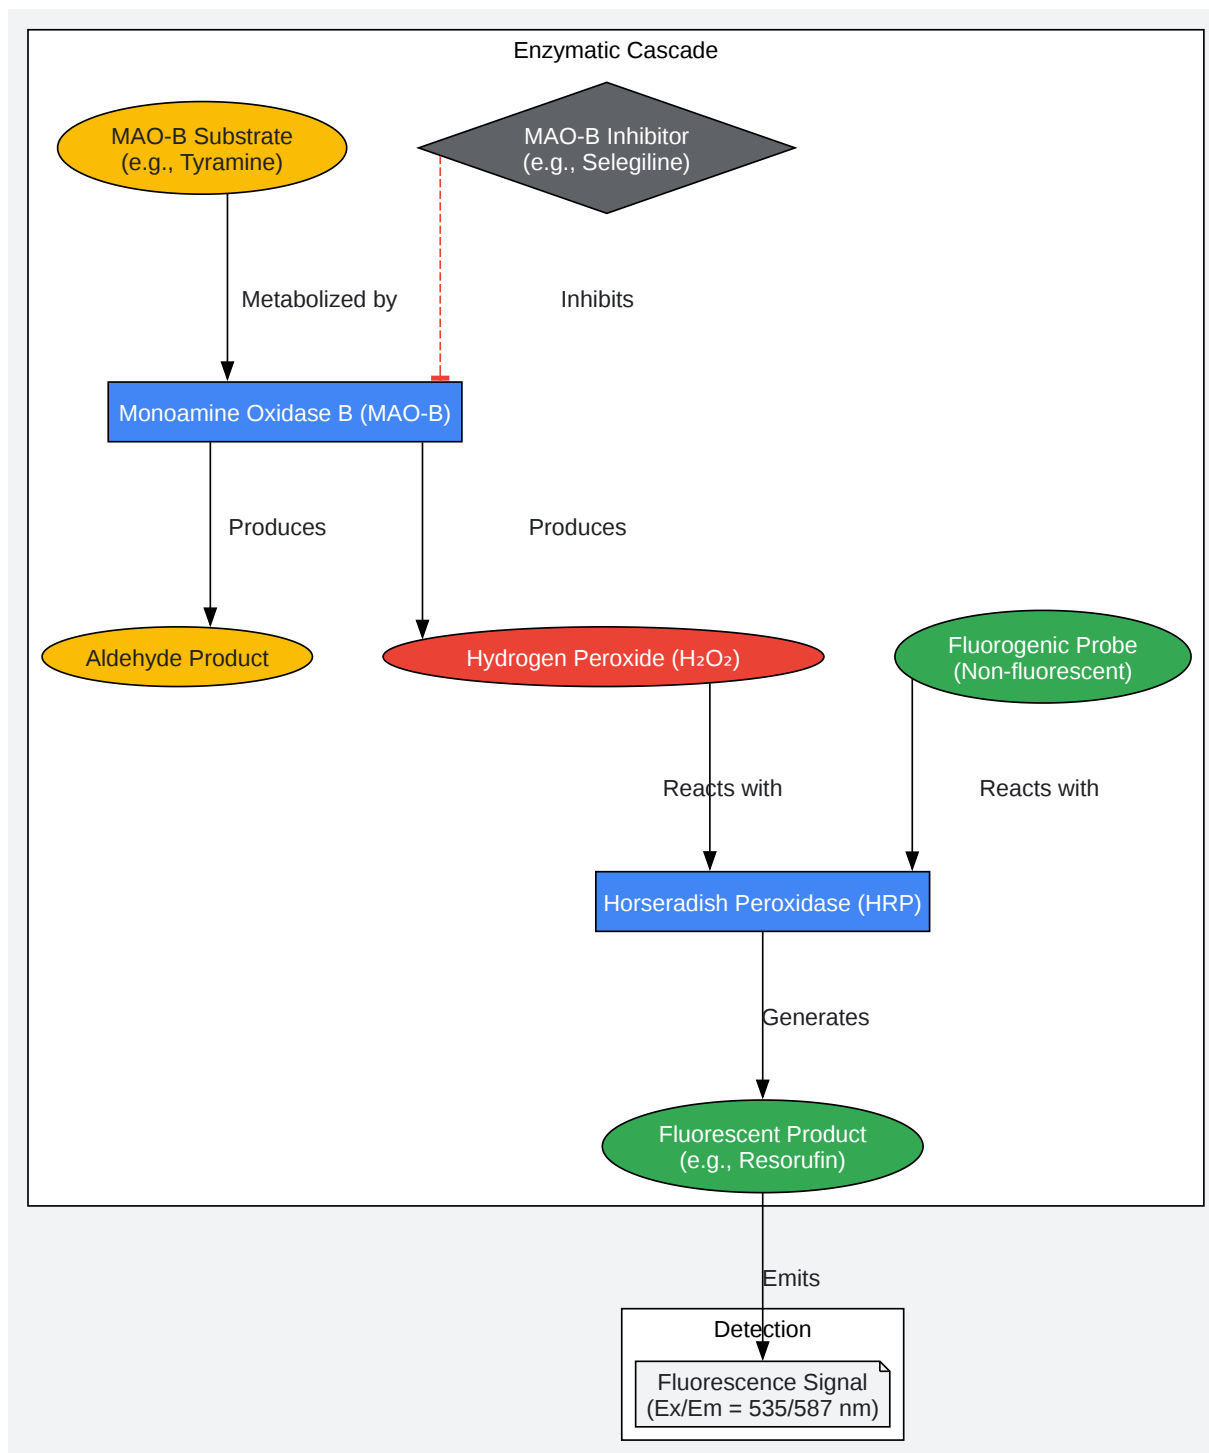 Enzymatic Cascade
MAO-B Substrate
(e.g., Tyramine)
MAO-B Inhibitor
(e.g., Selegiline)
Metabolized by
Inhibits
Monoamine Oxidase B (MAO-B)
Produces
Produces
Aldehyde Product
Hydrogen Peroxide (H₂O₂)
Fluorogenic Probe
(Non-fluorescent)
Reacts with
Reacts with
Horseradish Peroxidase (HRP)
Generates
Fluorescent Product
(e.g., Resorufin)
Emits
Detection
Fluorescence Signal
(Ex/Em = 535/587 nm)